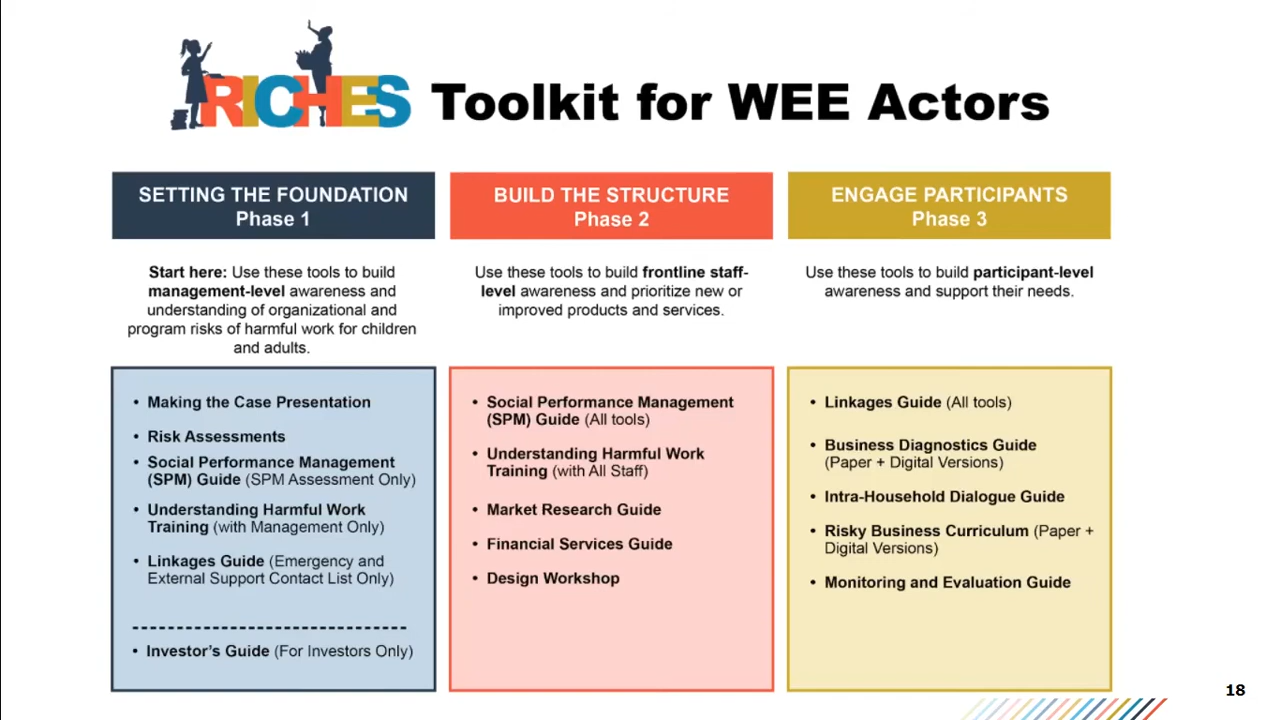 RICHES Toolkit for WEE Actors
SETTING THE FOUNDATION
Phase 1
Start here: Use these tools to build
management-level awareness and
understanding of organizational and
program risks of harmful work for children
and adults.
• Making the Case Presentation
• Risk Assessments
• Social Performance Management
(SPM) Guide (SPM Assessment Only)
• Understanding Harmful Work
Training (with Management Only)
• Linkages Guide (Emergency and
External Support Contact List Only)
• Investor's Guide (For Investors Only)
BUILD THE STRUCTURE
Phase 2
Use these tools to build frontline staff-
level awareness and prioritize new or
improved products and services.
• Social Performance Management
(SPM) Guide (All tools)
• Understanding Harmful Work
Training (with All Staff)
• Market Research Guide
• Financial Services Guide
• Design Workshop
ENGAGE PARTICIPANTS
Phase 3
Use these tools to build participant-level
awareness and support their needs.
• Linkages Guide (All tools)
• Business Diagnostics Guide
(Paper + Digital Versions)
• Intra-Household Dialogue Guide
• Risky Business Curriculum (Paper +
Digital Versions)
• Monitoring and Evaluation Guide
18